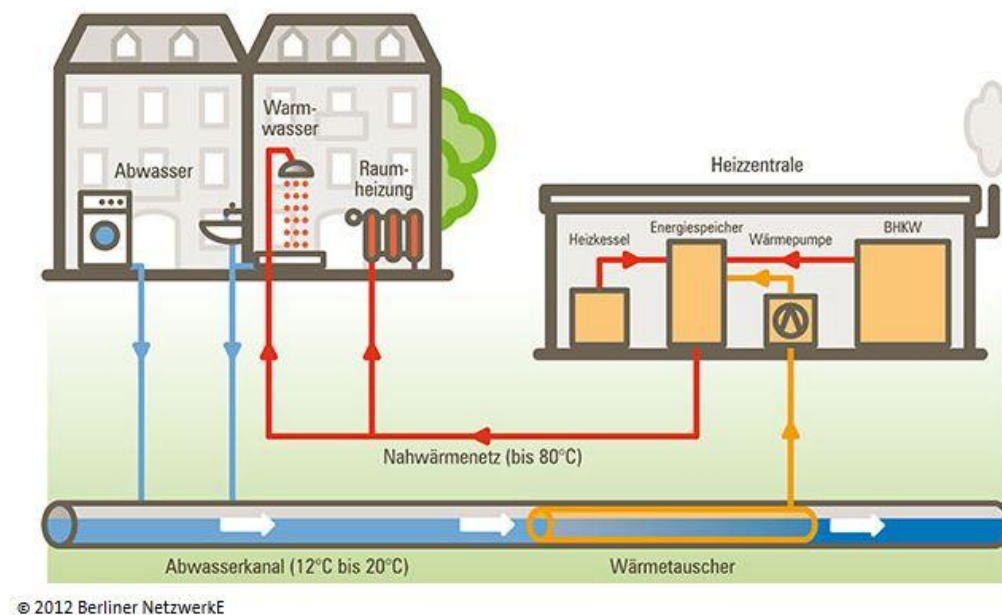 Warm-
wasser
Abwasser
Raum-
heizung
Heizzentrale
Heizkessel
Energiespeicher
Wärmepumpe
BHKW
Nahwärmenetz (bis 80°C)
Abwasserkanal (12°C bis 20°C)
Wärmetauscher
© 2012 Berliner NetzwerkE